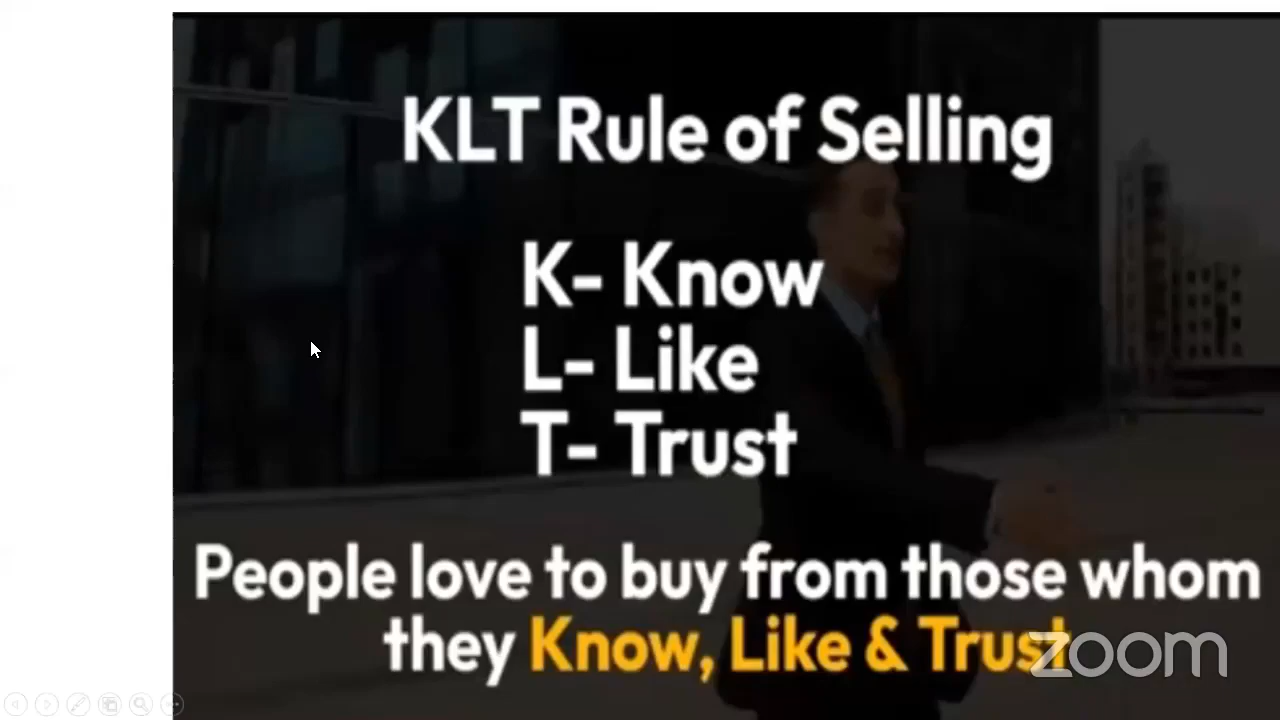 KLT Rule of Selling
K- Know
L- Like
T- Trust
People love to buy from those whom
they Know, Like & Trust
zoom